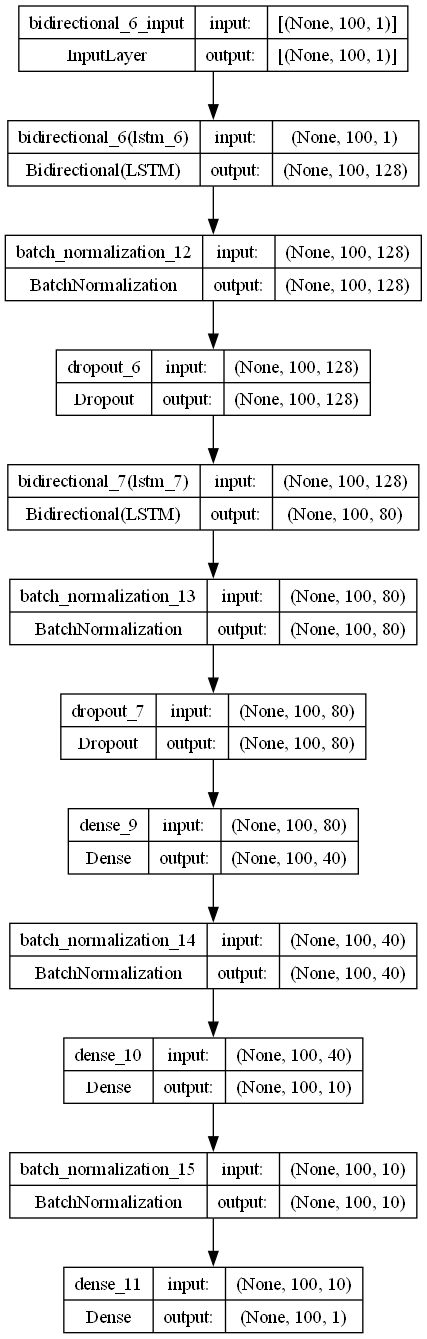 bidirectional_6_input input: [(None, 100, 1)]
InputLayer output: [(None, 100, 1)]
bidirectional_6(lstm_6) input: (None, 100, 1)
Bidirectional(LSTM) output: (None, 100, 128)
batch_normalization_12 input: (None, 100, 128)
BatchNormalization output: (None, 100, 128)
dropout_6 input: (None, 100, 128)
Dropout output: (None, 100, 128)
bidirectional_7(lstm_7) input: (None, 100, 128)
Bidirectional(LSTM) output: (None, 100, 80)
batch_normalization_13 input: (None, 100, 80)
BatchNormalization output: (None, 100, 80)
dropout_7 input: (None, 100, 80)
Dropout output: (None, 100, 80)
dense_9 input: (None, 100, 80)
Dense output: (None, 100, 40)
batch_normalization_14 input: (None, 100, 40)
BatchNormalization output: (None, 100, 40)
dense_10 input: (None, 100, 40)
Dense output: (None, 100, 10)
batch_normalization_15 input: (None, 100, 10)
BatchNormalization output: (None, 100, 10)
dense_11 input: (None, 100, 10)
Dense output: (None, 100, 1)